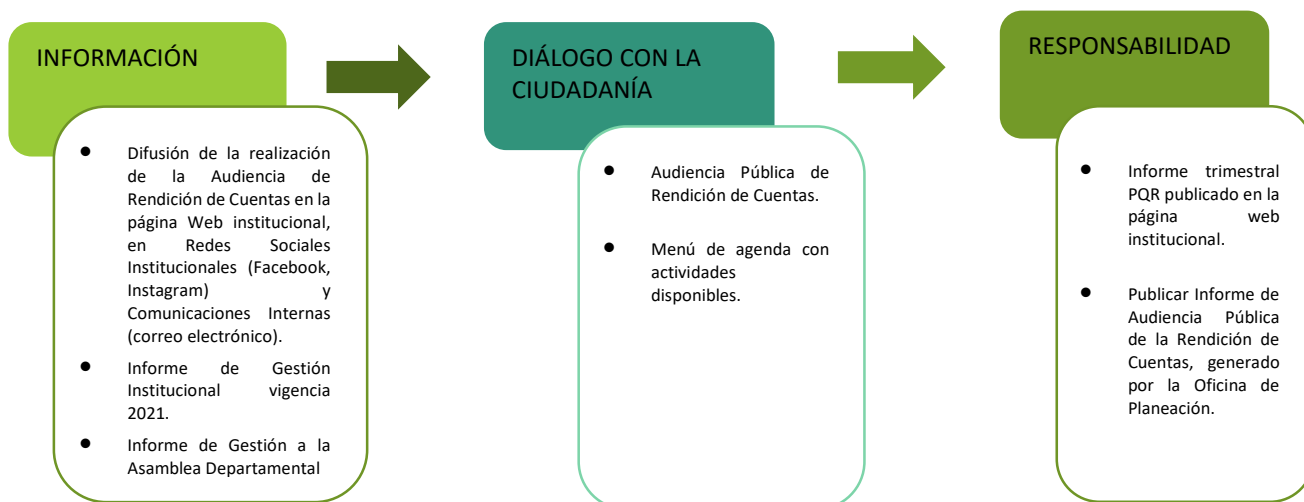 INFORMACIÓN
● Difusión de la realización
de la Audiencia de
Rendición de Cuentas en la
página Web institucional,
en Redes Sociales
Institucionales (Facebook,
Instagram) y
Comunicaciones Internas
(correo electrónico).
● Informe de Gestión
Institucional vigencia
2021.
● Informe de Gestión a la
Asamblea Departamental
DIÁLOGO CON LA
CIUDADANÍA
● Audiencia Pública de
Rendición de Cuentas.
● Menú de agenda con
actividades
disponibles.
RESPONSABILIDAD
● Informe trimestral
PQR publicado en la
página web
institucional.
● Publicar Informe de
Audiencia Pública
de la Rendición de
Cuentas, generado
por la Oficina de
Planeación.